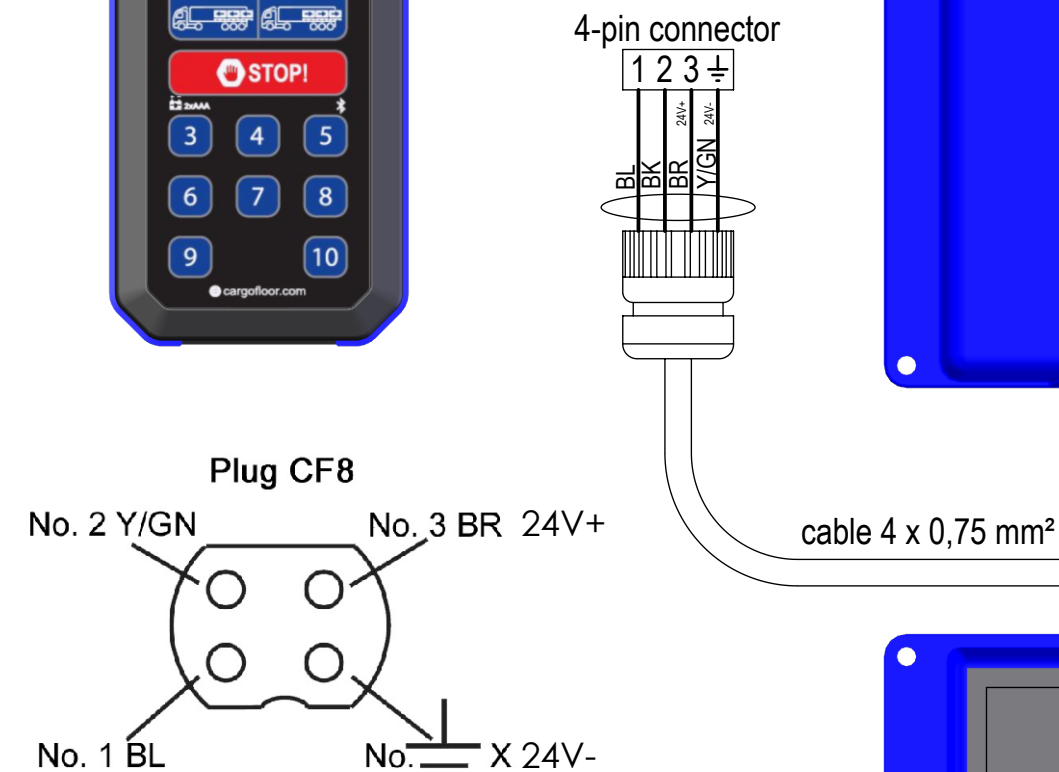 STOP!
2xAAA
3 4 5
6 7 8
9 10
cargofloor.com
4-pin connector
1 2 3 ⏚
24V+ 24V-
BL BK BR Y/GN
cable 4 x 0,75 mm²
Plug CF8
No. 2 Y/GN No. 3 BR 24V+
No. 1 BL No. ⏚ X 24V-